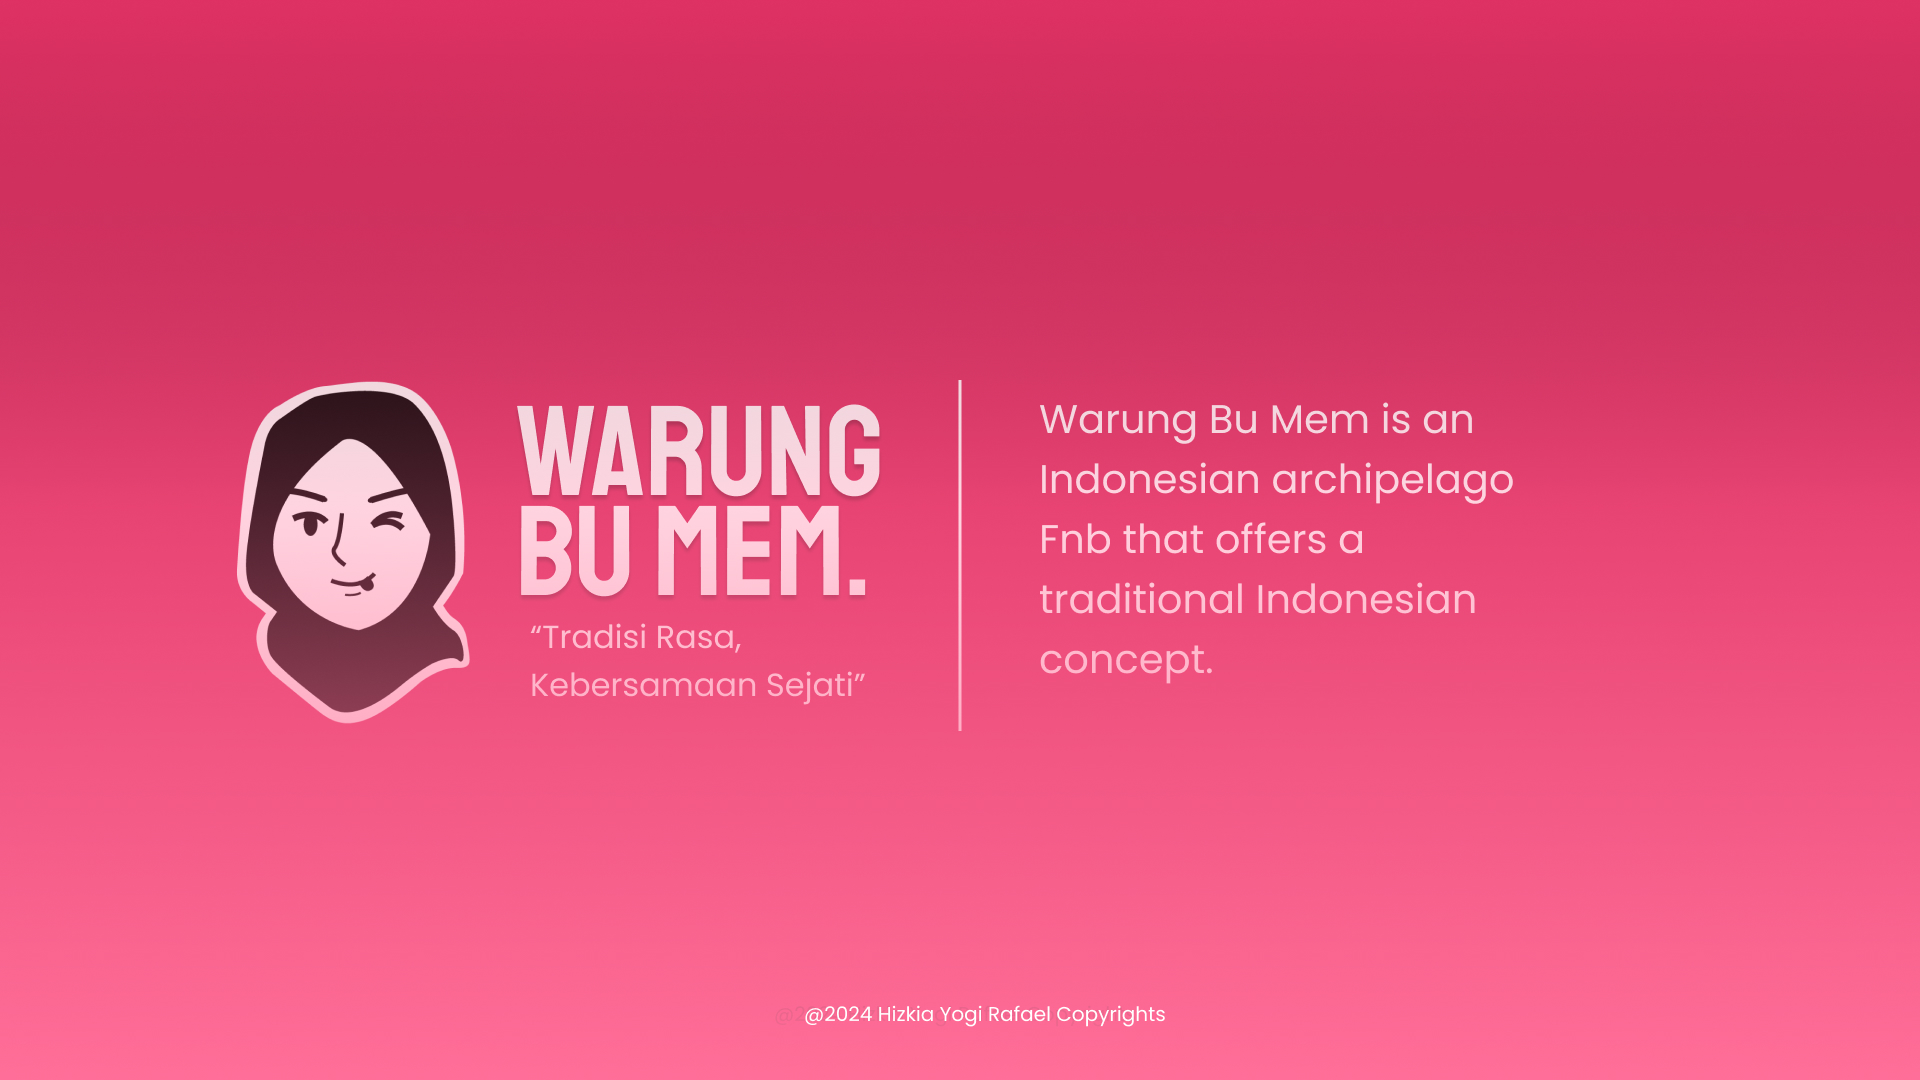 WARUNG
BU MEM.
“Tradisi Rasa,
Kebersamaan Sejati”
Warung Bu Mem is an
Indonesian archipelago
Fnb that offers a
traditional Indonesian
concept.
@2024 Hizkia Yogi Rafael Copyrights